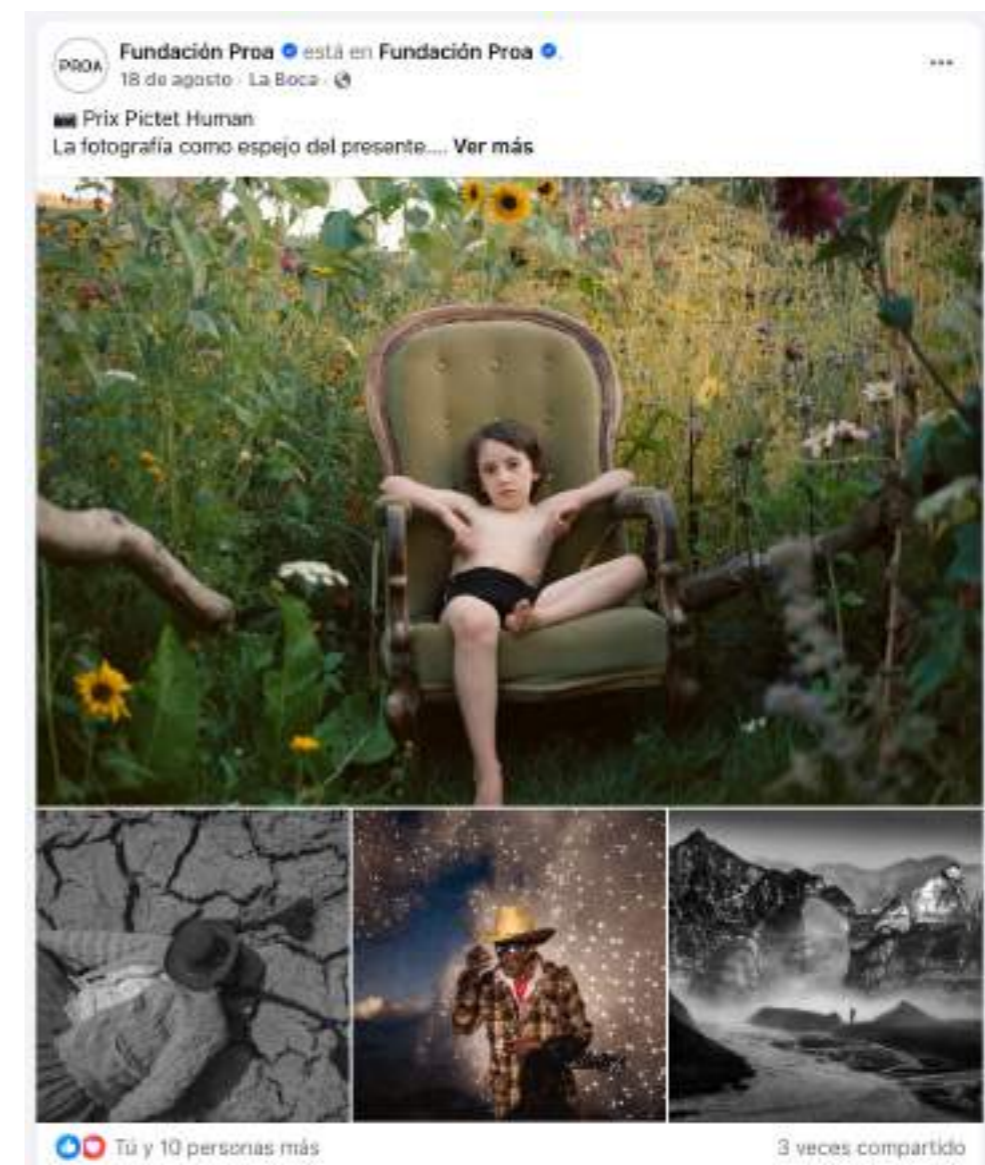 PROA
Fundación Proa está en Fundación Proa.
18 de agosto · La Boca ·
Prix Pictet Human
La fotografía como espejo del presente.... Ver más
Tú y 10 personas más
3 veces compartido